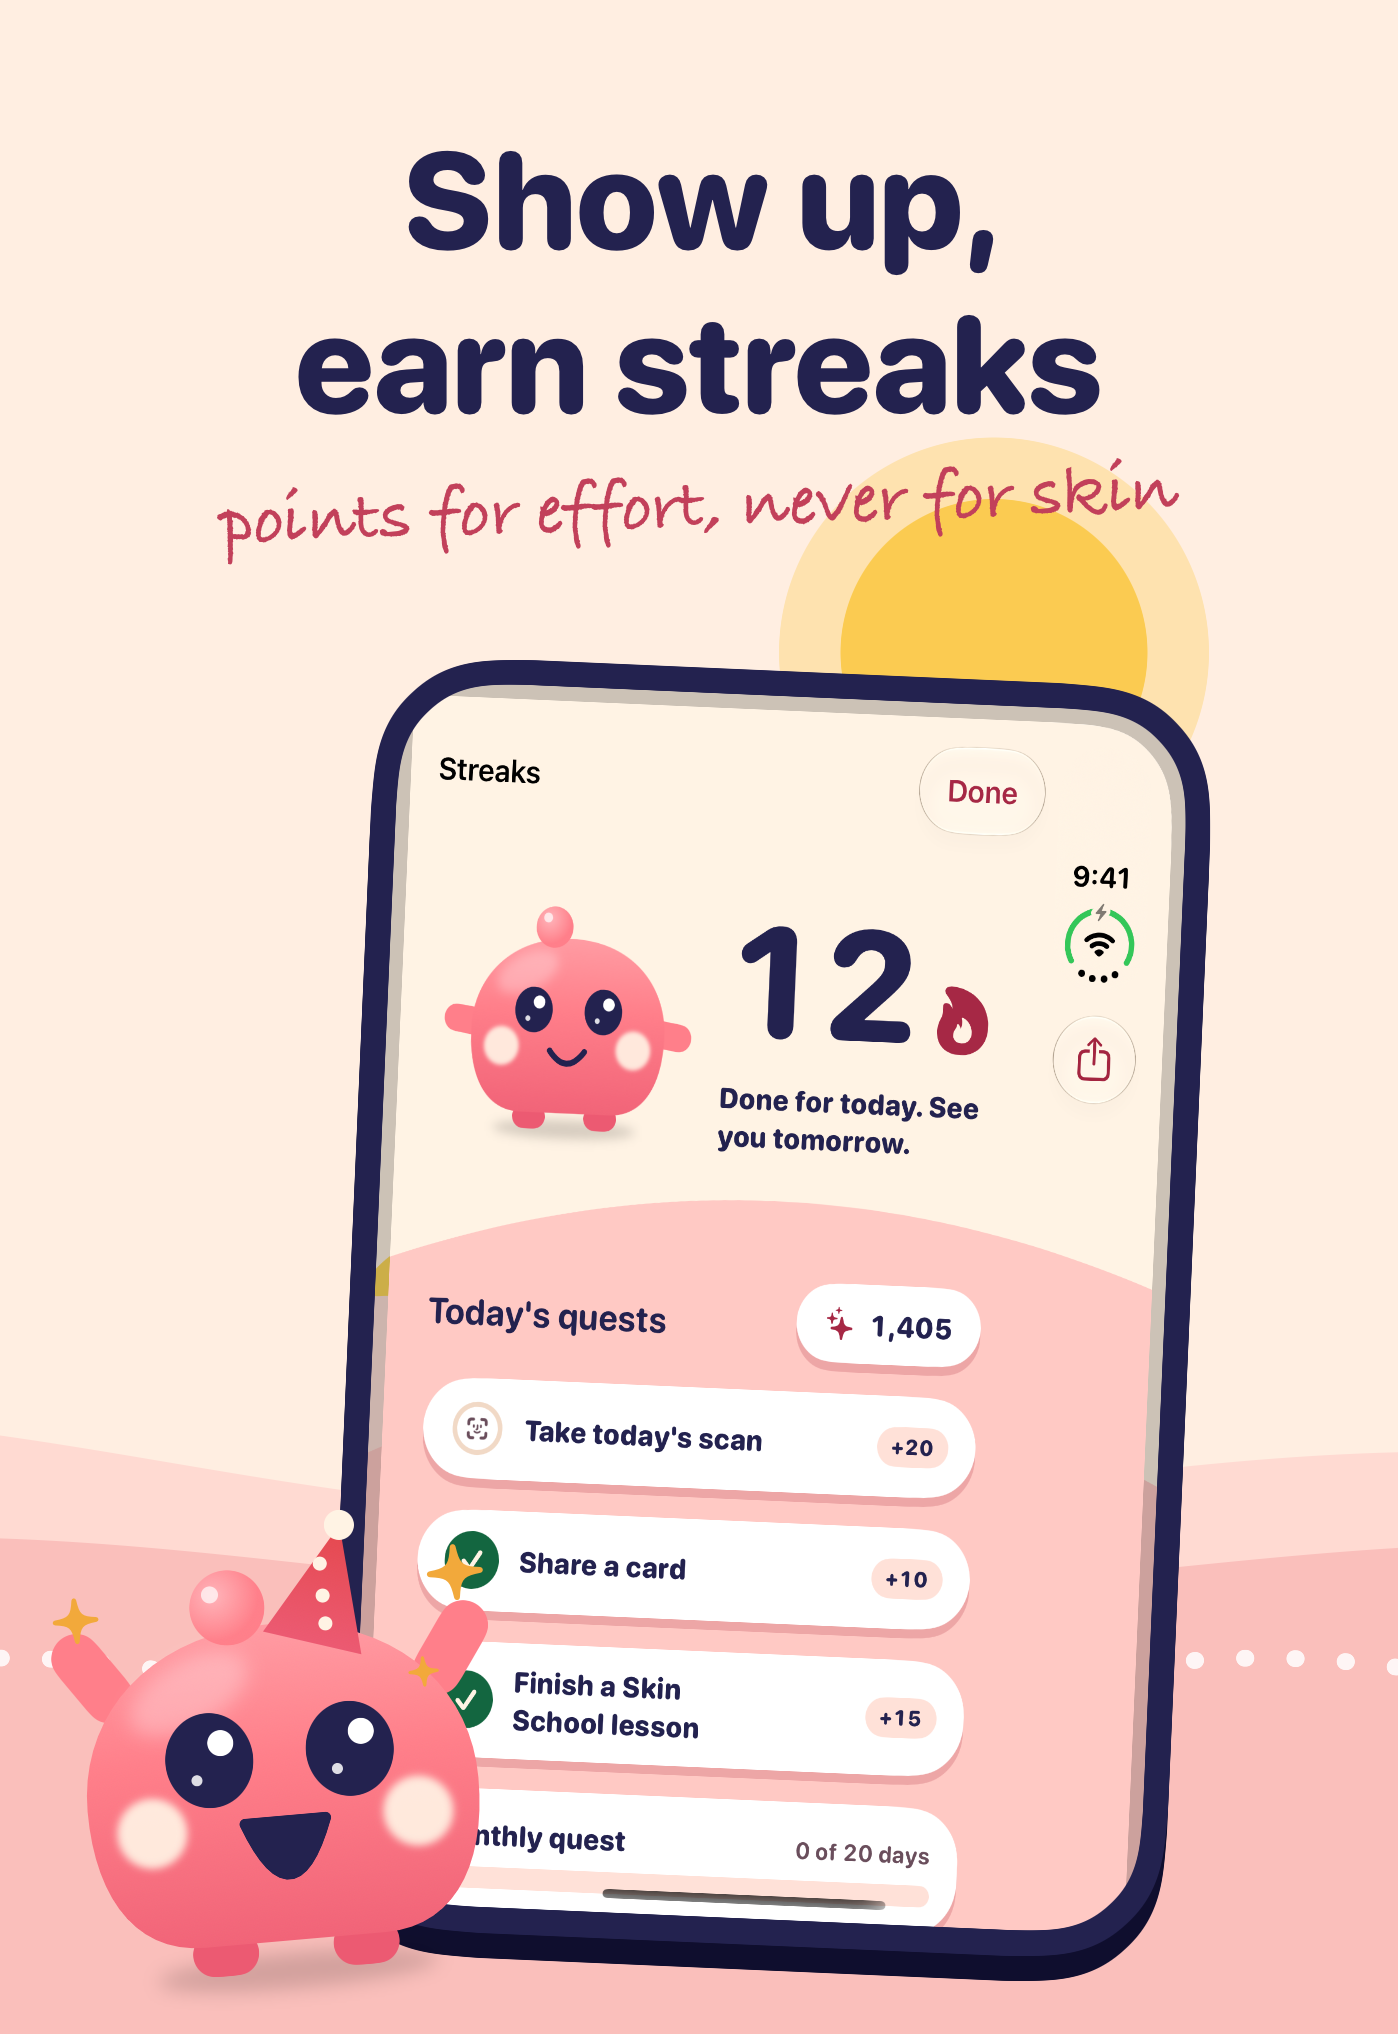 Show up,
earn streaks
points for effort, never for skin
Streaks
Done
9:41
12
Done for today. See
you tomorrow.
Today's quests
1,405
Take today's scan
+20
Share a card
+10
Finish a Skin
School lesson
+15
nthly quest
0 of 20 days